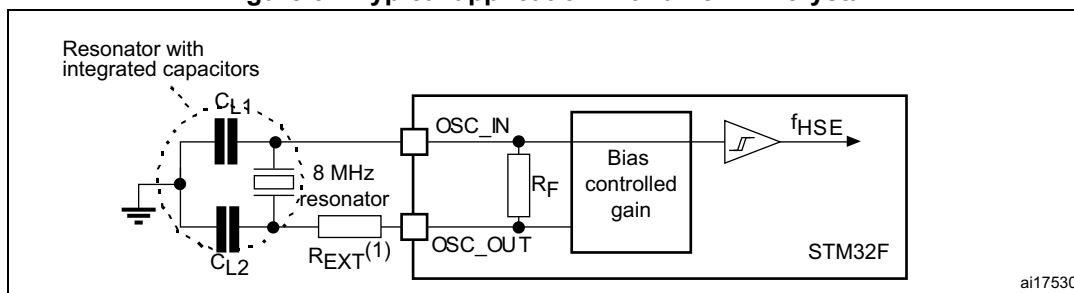 Resonator with
integrated capacitors
CL1
OSC_IN
fHSE
8 MHz
resonator
RF
Bias
controlled
gain
REXT(1)
OSC_OUT
STM32F
CL2
ai17530